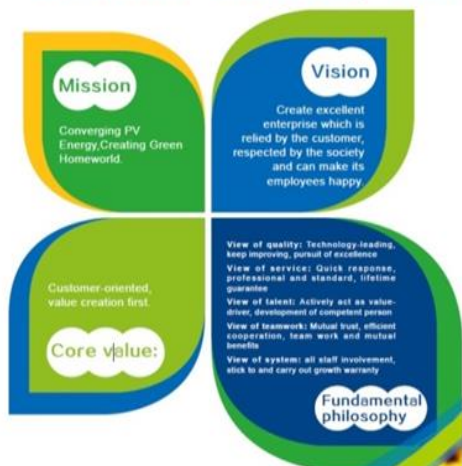 Mission
Converging PV
Energy,Creating Green
Homeworld.
Vision
Create excellent
enterprise which is
relied by the customer,
respected by the society
and can make its
employees happy
Customer-oriented,
value creation first.
Core value:
View of quality: Technology-leading,
keep improving, pursuit of excellence
View of service: Quick response,
professional and standard, lifetime
guarantee
View of talent: Actively act as value-
driver, development of competent person
View of teamwork: Mutual trust, efficient
cooperation, team work and mutual
benefits
View of system: all staff involvement,
stick to and carry out growth warranty
Fundamental
philosophy